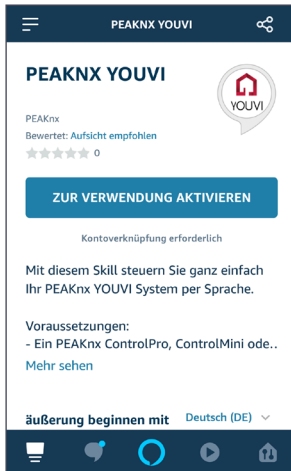 PEAKNX YOUVI
PEAKNX YOUVI
YOUVI
PEAKnx
Bewertet: Aufsicht empfohlen
0
ZUR VERWENDUNG AKTIVIEREN
Kontoverknüpfung erforderlich
Mit diesem Skill steuern Sie ganz einfach
Ihr PEAKnx YOUVI System per Sprache.
Voraussetzungen:
- Ein PEAKnx ControlPro, ControlMini ode..
Mehr sehen
äußerung beginnen mit Deutsch (DE)